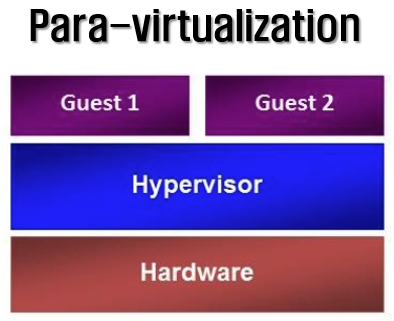 Para-virtualization
Guest 1 Guest 2
Hypervisor
Hardware